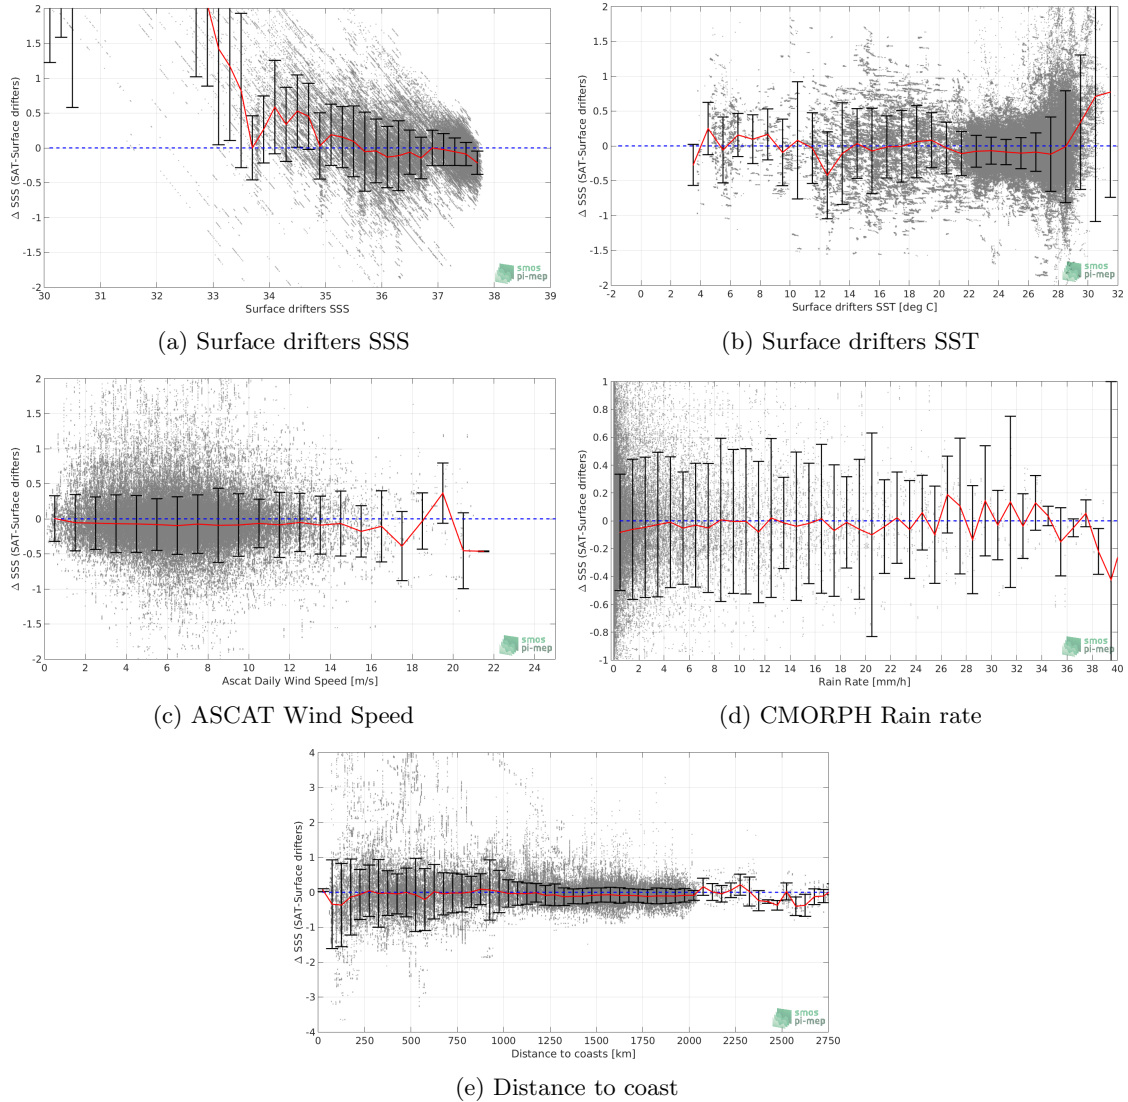 2
1.5
1
0.5
0
-0.5
-1
-1.5
-2
Δ SSS (SAT-Surface drifters)
30 31 32 33 34 35 36 37 38 39
Surface drifters SSS
smos
pi-mep
(a) Surface drifters SSS
2
1.5
1
0.5
0
-0.5
-1
-1.5
-2
Δ SSS (SAT-Surface drifters)
-2 0 2 4 6 8 10 12 14 16 18 20 22 24 26 28 30 32
Surface drifters SST [deg C]
smos
pi-mep
(b) Surface drifters SST
2
1.5
1
0.5
0
-0.5
-1
-1.5
-2
Δ SSS (SAT-Surface drifters)
0 2 4 6 8 10 12 14 16 18 20 22 24
Ascat Daily Wind Speed [m/s]
smos
pi-mep
(c) ASCAT Wind Speed
1
0.8
0.6
0.4
0.2
0
-0.2
-0.4
-0.6
-0.8
-1
Δ SSS (SAT-Surface drifters)
0 2 4 6 8 10 12 14 16 18 20 22 24 26 28 30 32 34 36 38 40
Rain Rate [mm/h]
smos
pi-mep
(d) CMORPH Rain rate
4
3
2
1
0
-1
-2
-3
-4
Δ SSS (SAT-Surface drifters)
0 250 500 750 1000 1250 1500 1750 2000 2250 2500 2750
Distance to coasts [km]
smos
pi-mep
(e) Distance to coast